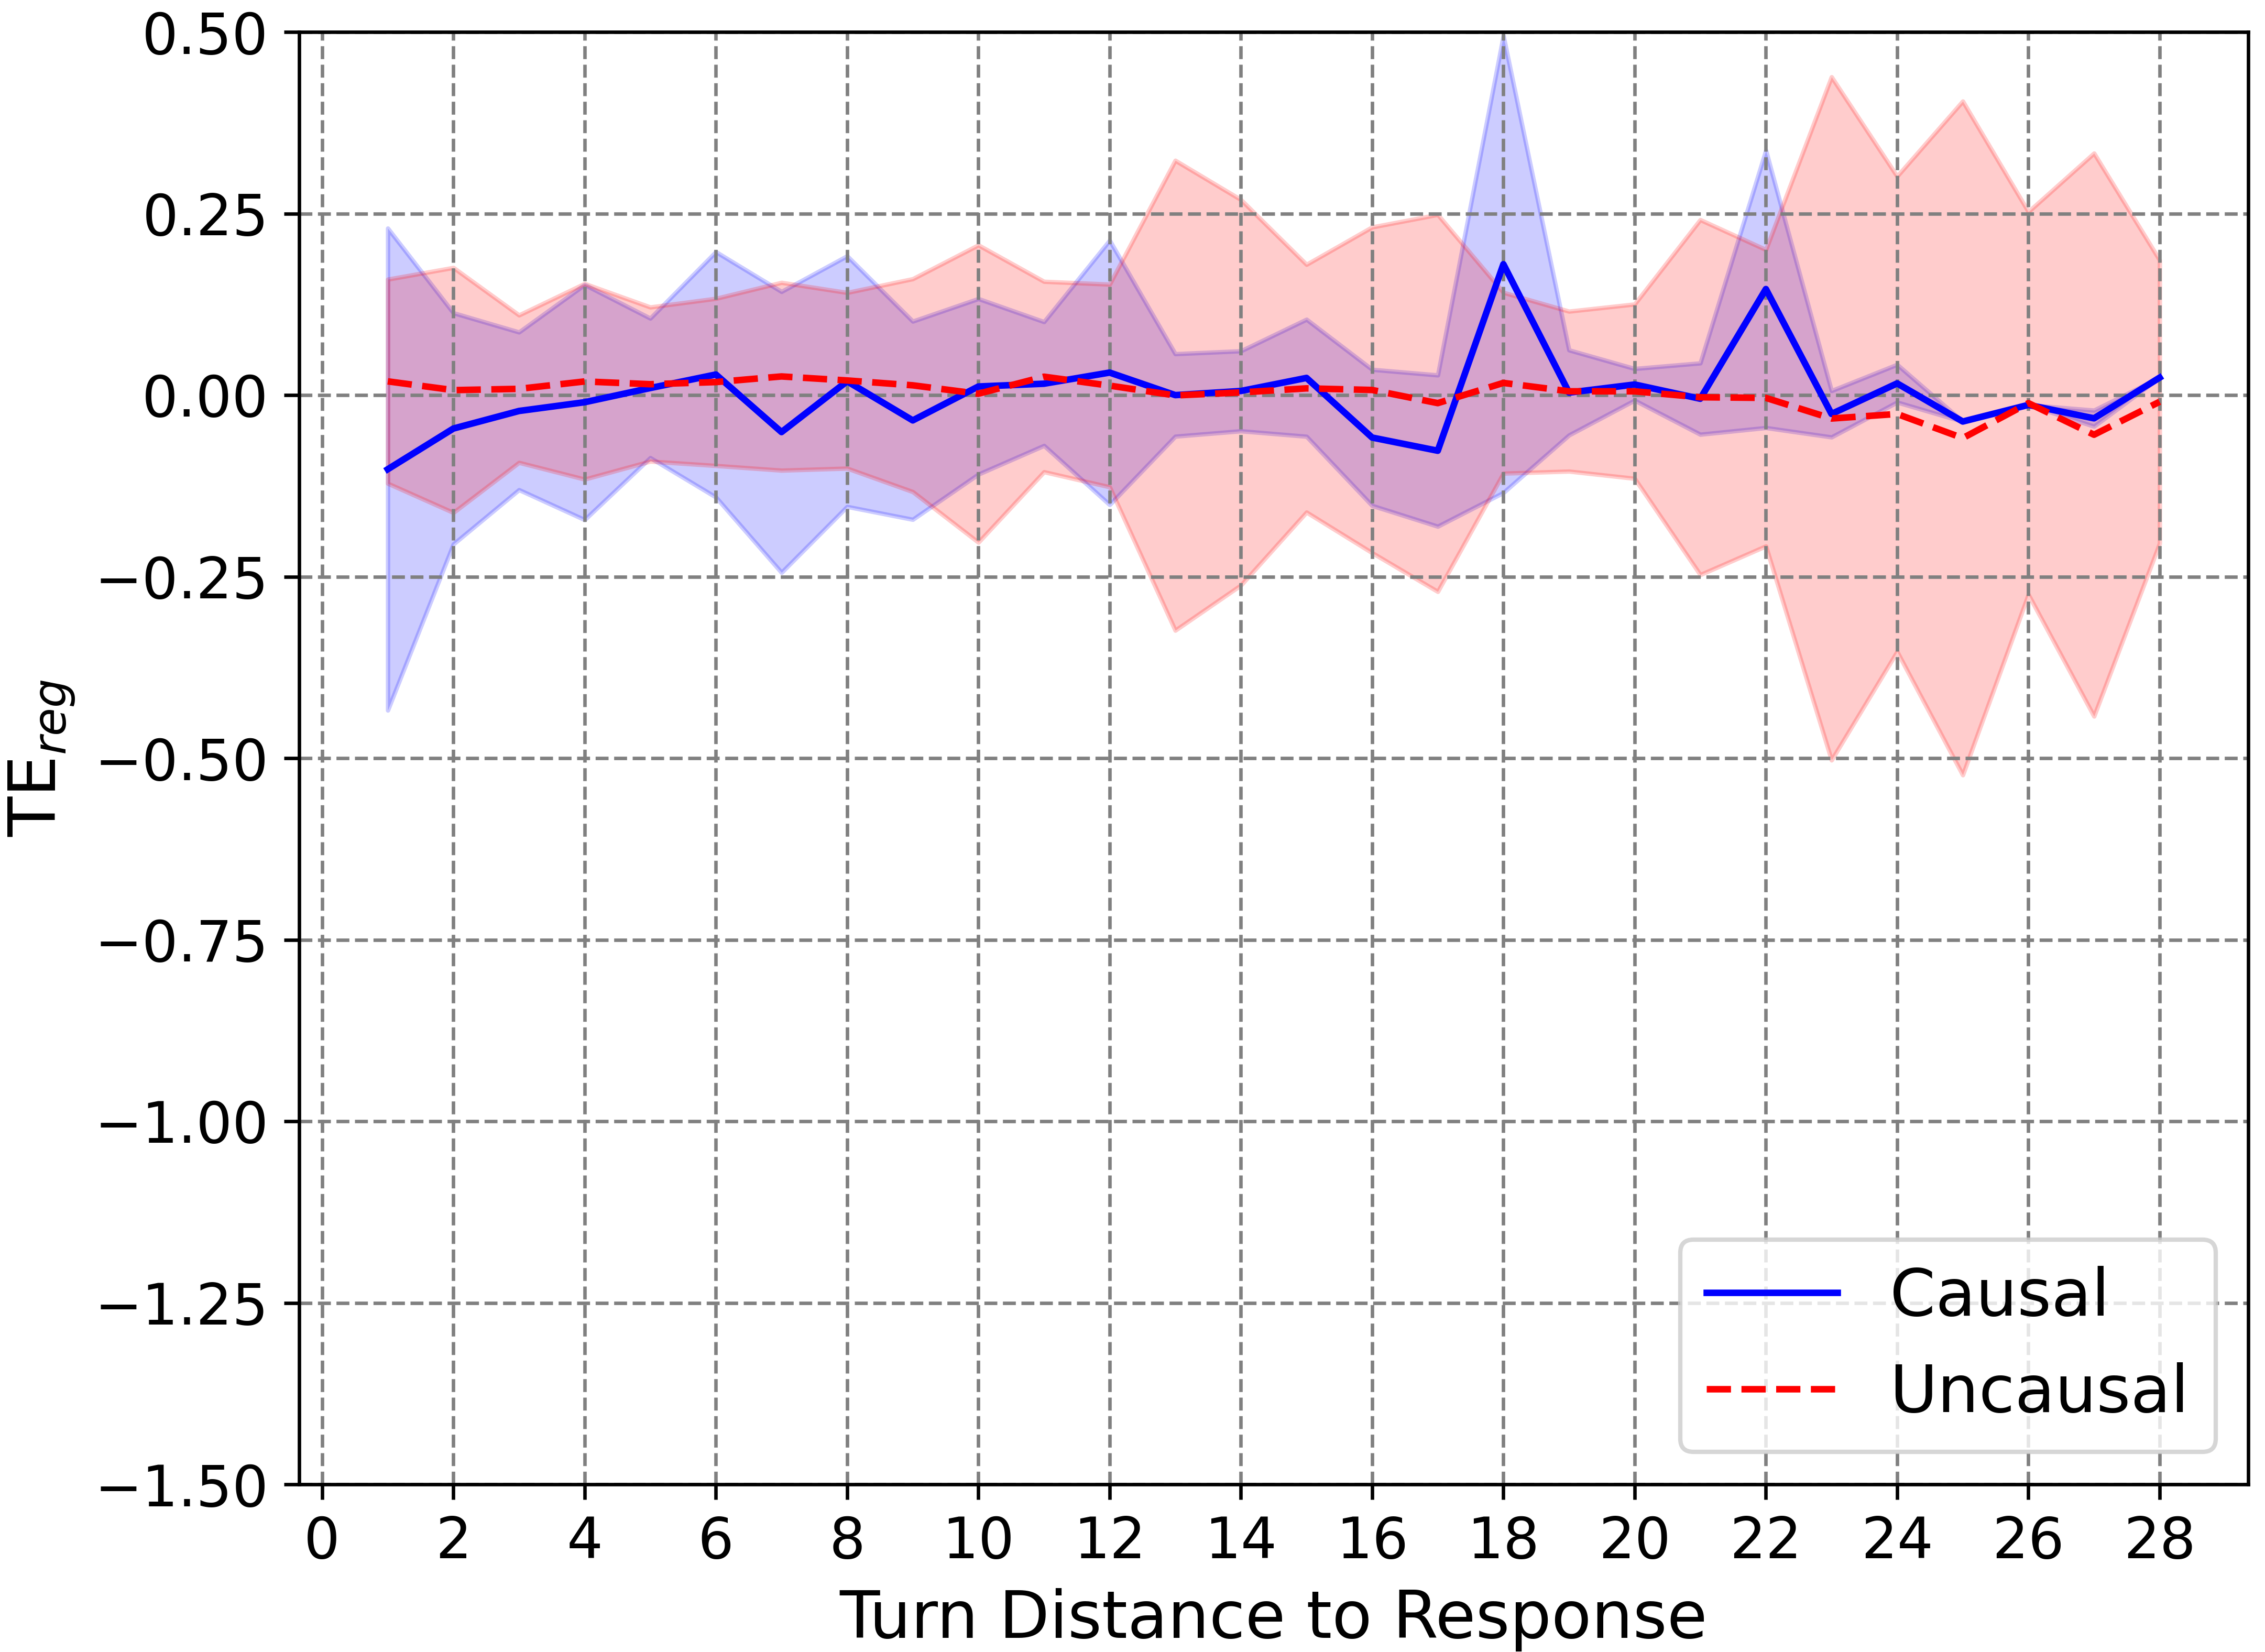 0.50
0.25
0.00
−0.25
−0.50
−0.75
−1.00
−1.25
−1.50
TEreg
Causal
Uncausal
0 2 4 6 8 10 12 14 16 18 20 22 24 26 28
Turn Distance to Response